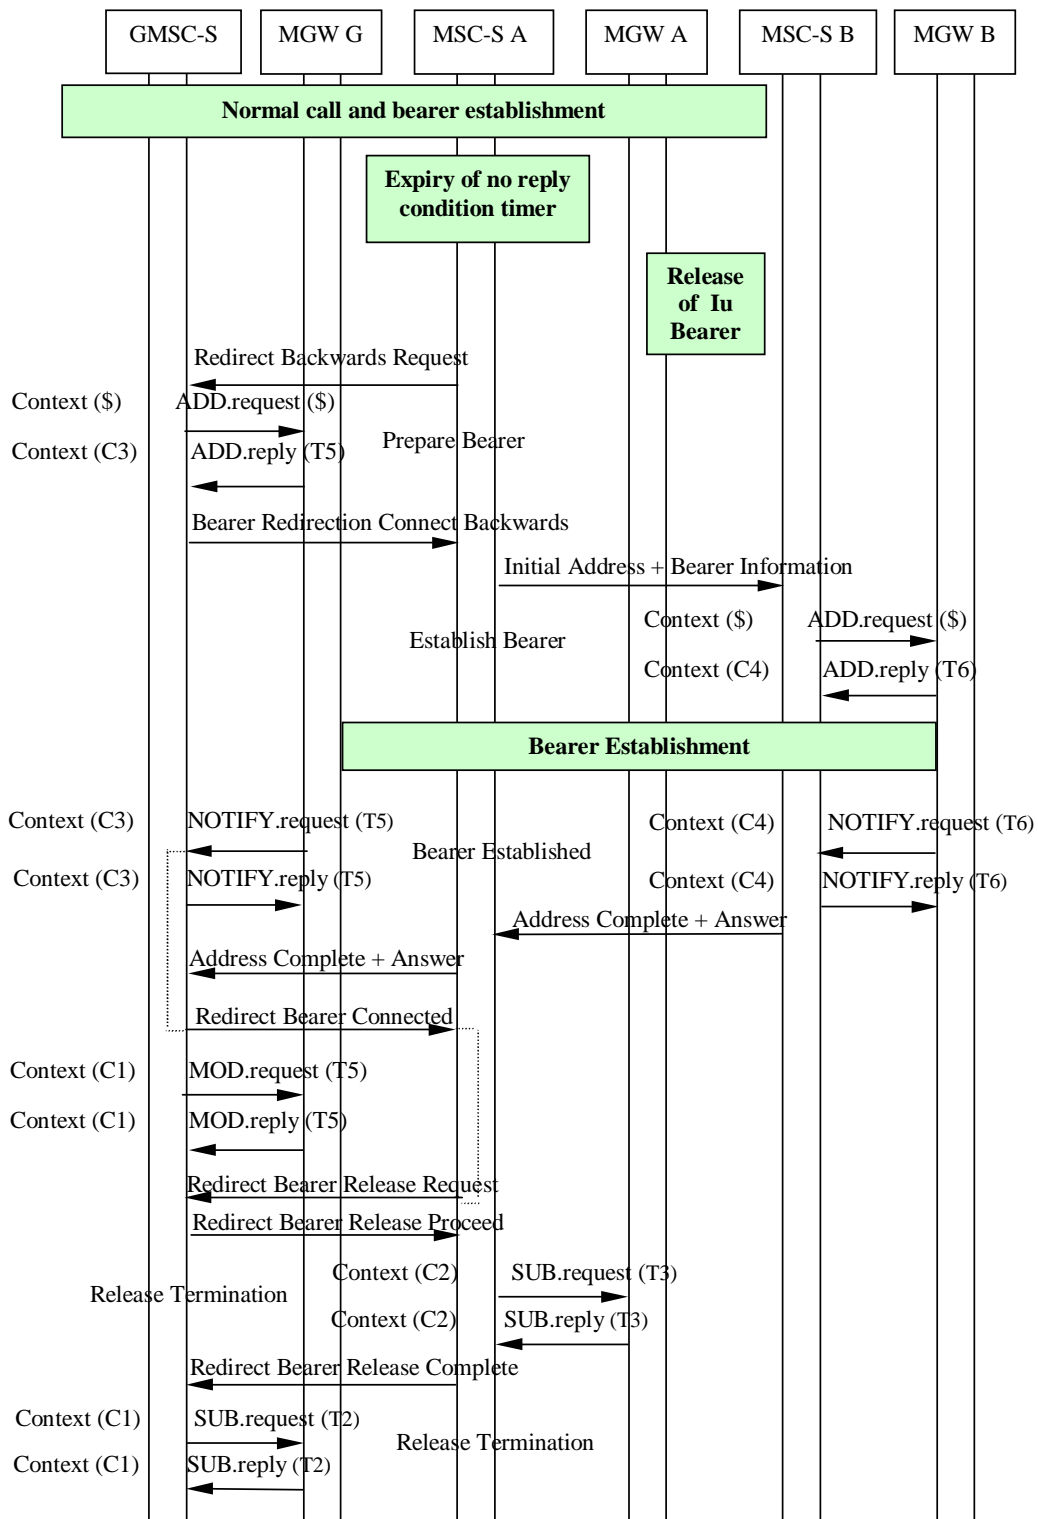 GMSC-S MGW G MSC-S A MGW A MSC-S B MGW B
Normal call and bearer establishment
Expiry of no reply
condition timer
Release
of Iu
Bearer
Redirect Backwards Request
Context ($) ADD.request ($)
Prepare Bearer
Context (C3) ADD.reply (T5)
Bearer Redirection Connect Backwards
Initial Address + Bearer Information
Context ($) ADD.request ($)
Establish Bearer
Context (C4) ADD.reply (T6)
Bearer Establishment
Context (C3) NOTIFY.request (T5) Context (C4) NOTIFY.request (T6)
Bearer Established
Context (C3) NOTIFY.reply (T5) Context (C4) NOTIFY.reply (T6)
Address Complete + Answer
Address Complete + Answer
Redirect Bearer Connected
Context (C1) MOD.request (T5)
Context (C1) MOD.reply (T5)
Redirect Bearer Release Request
Redirect Bearer Release Proceed
Context (C2) SUB.request (T3)
Release Termination
Context (C2) SUB.reply (T3)
Redirect Bearer Release Complete
Context (C1) SUB.request (T2)
Release Termination
Context (C1) SUB.reply (T2)